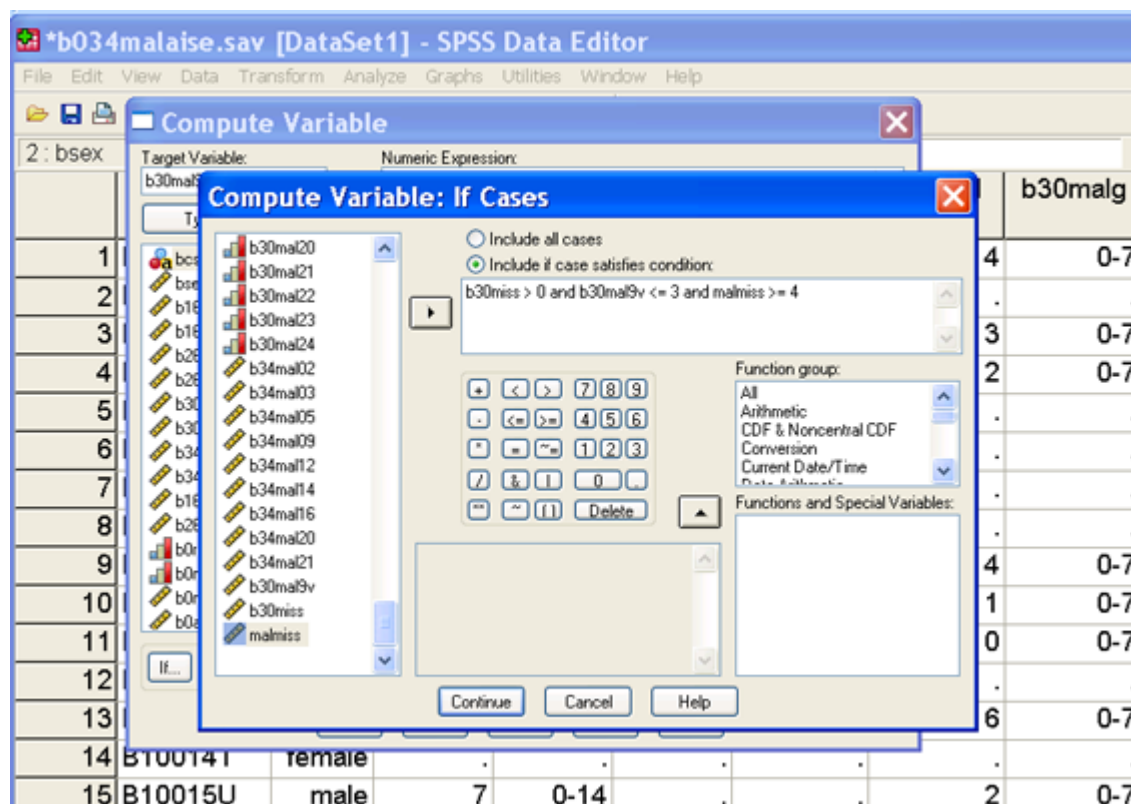 *b034malaise.sav [DataSet1] - SPSS Data Editor
File Edit View Data Transform Analyze Graphs Utilities Window Help
Compute Variable
2 : bsex
Target Variable:
Numeric Expression:
b30malg
Compute Variable: If Cases
b30mal20
b30mal21
b30mal22
b30mal23
b30mal24
b34mal02
b34mal03
b34mal05
b34mal09
b34mal12
b34mal14
b34mal16
b34mal20
b34mal21
b30mal9v
b30miss
malmiss
Include all cases
Include if case satisfies condition:
b30miss > 0 and b30mal9v <= 3 and malmiss >= 4
+ < > 7 8 9
- <= >= 4 5 6
* = ~= 1 2 3
/ & | 0 .
** ~ () Delete
Function group:
All
Arithmetic
CDF & Noncentral CDF
Conversion
Current Date/Time
Date Arithmetic
Functions and Special Variables:
If...
Continue Cancel Help
1 4 0-7
2 .
3 3 0-7
4 2 0-7
5 .
6 .
7 .
8 .
9 4 0-7
10 1 0-7
11 0 0-7
12 .
13 6 0-7
14 B10014T female . . . . .
15 B10015U male 7 0-14 . . 2 0-7